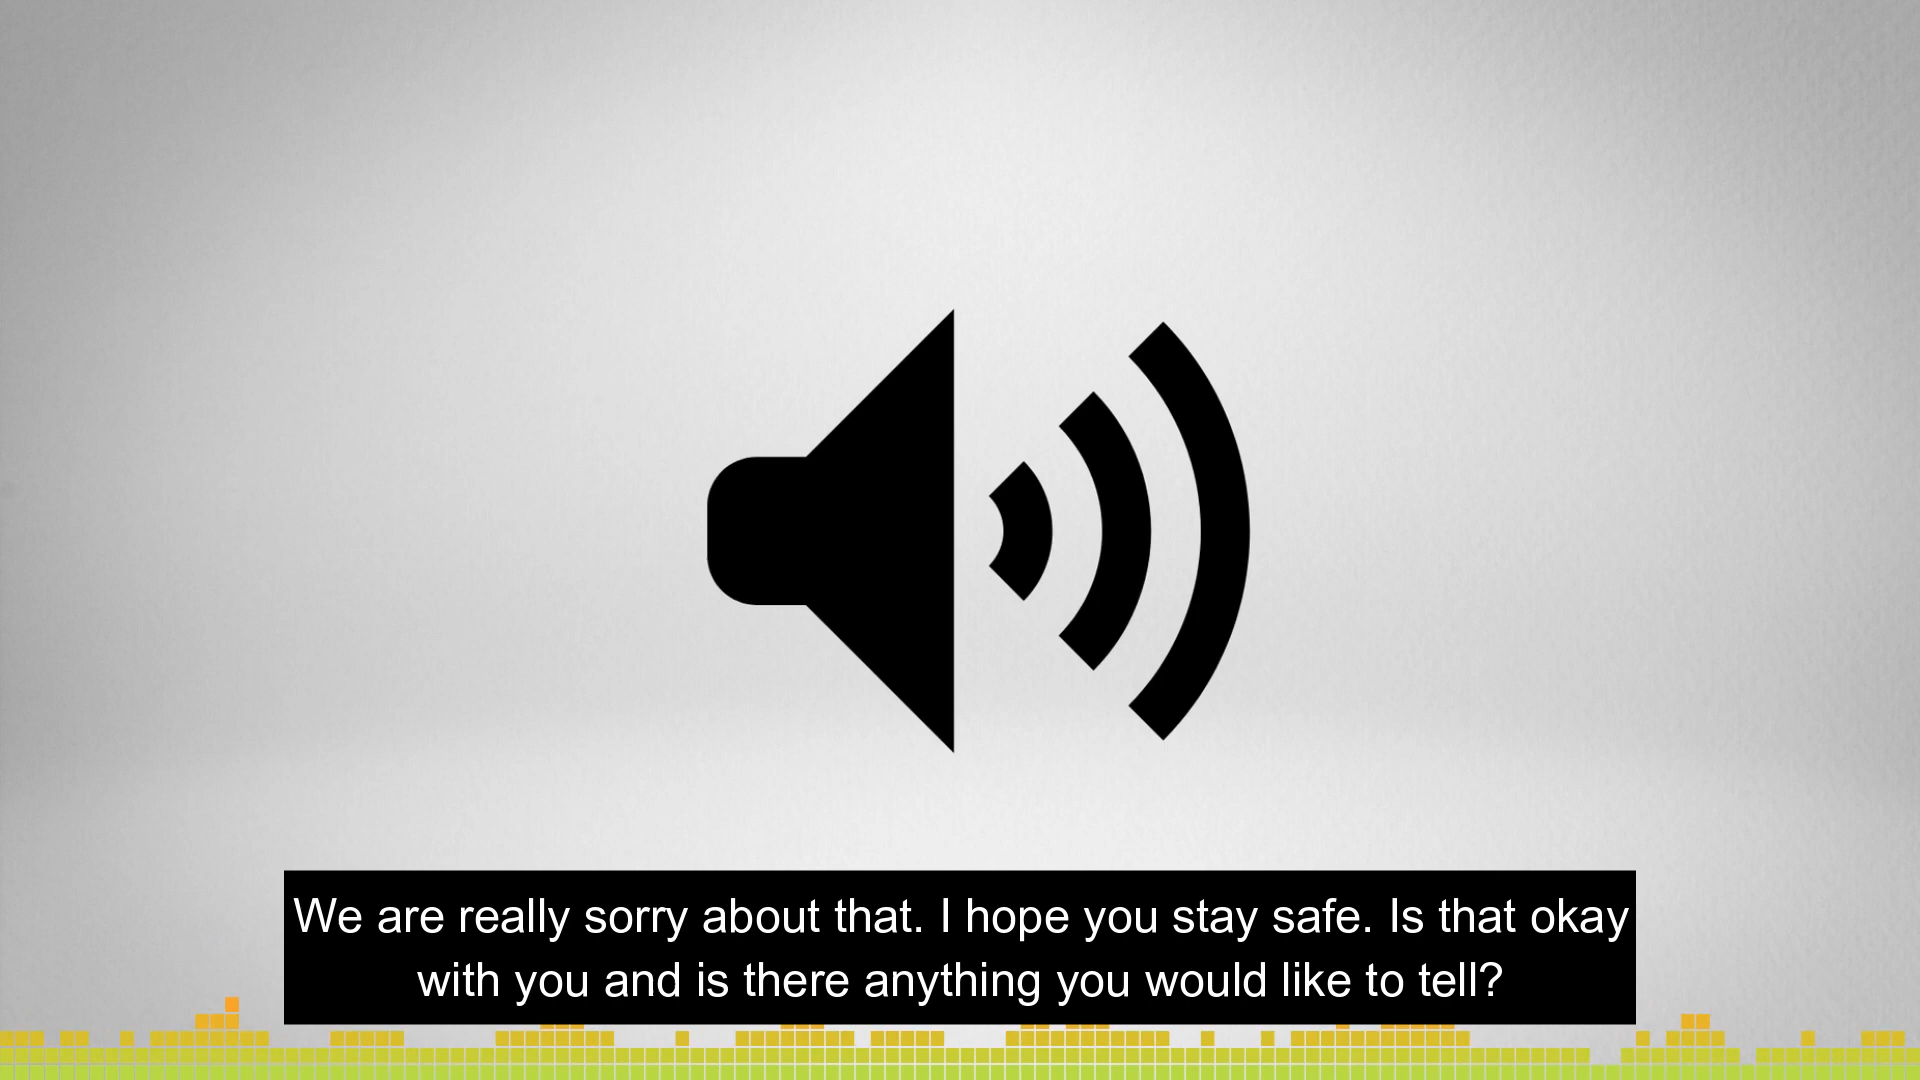 We are really sorry about that. I hope you stay safe. Is that okay
with you and is there anything you would like to tell?